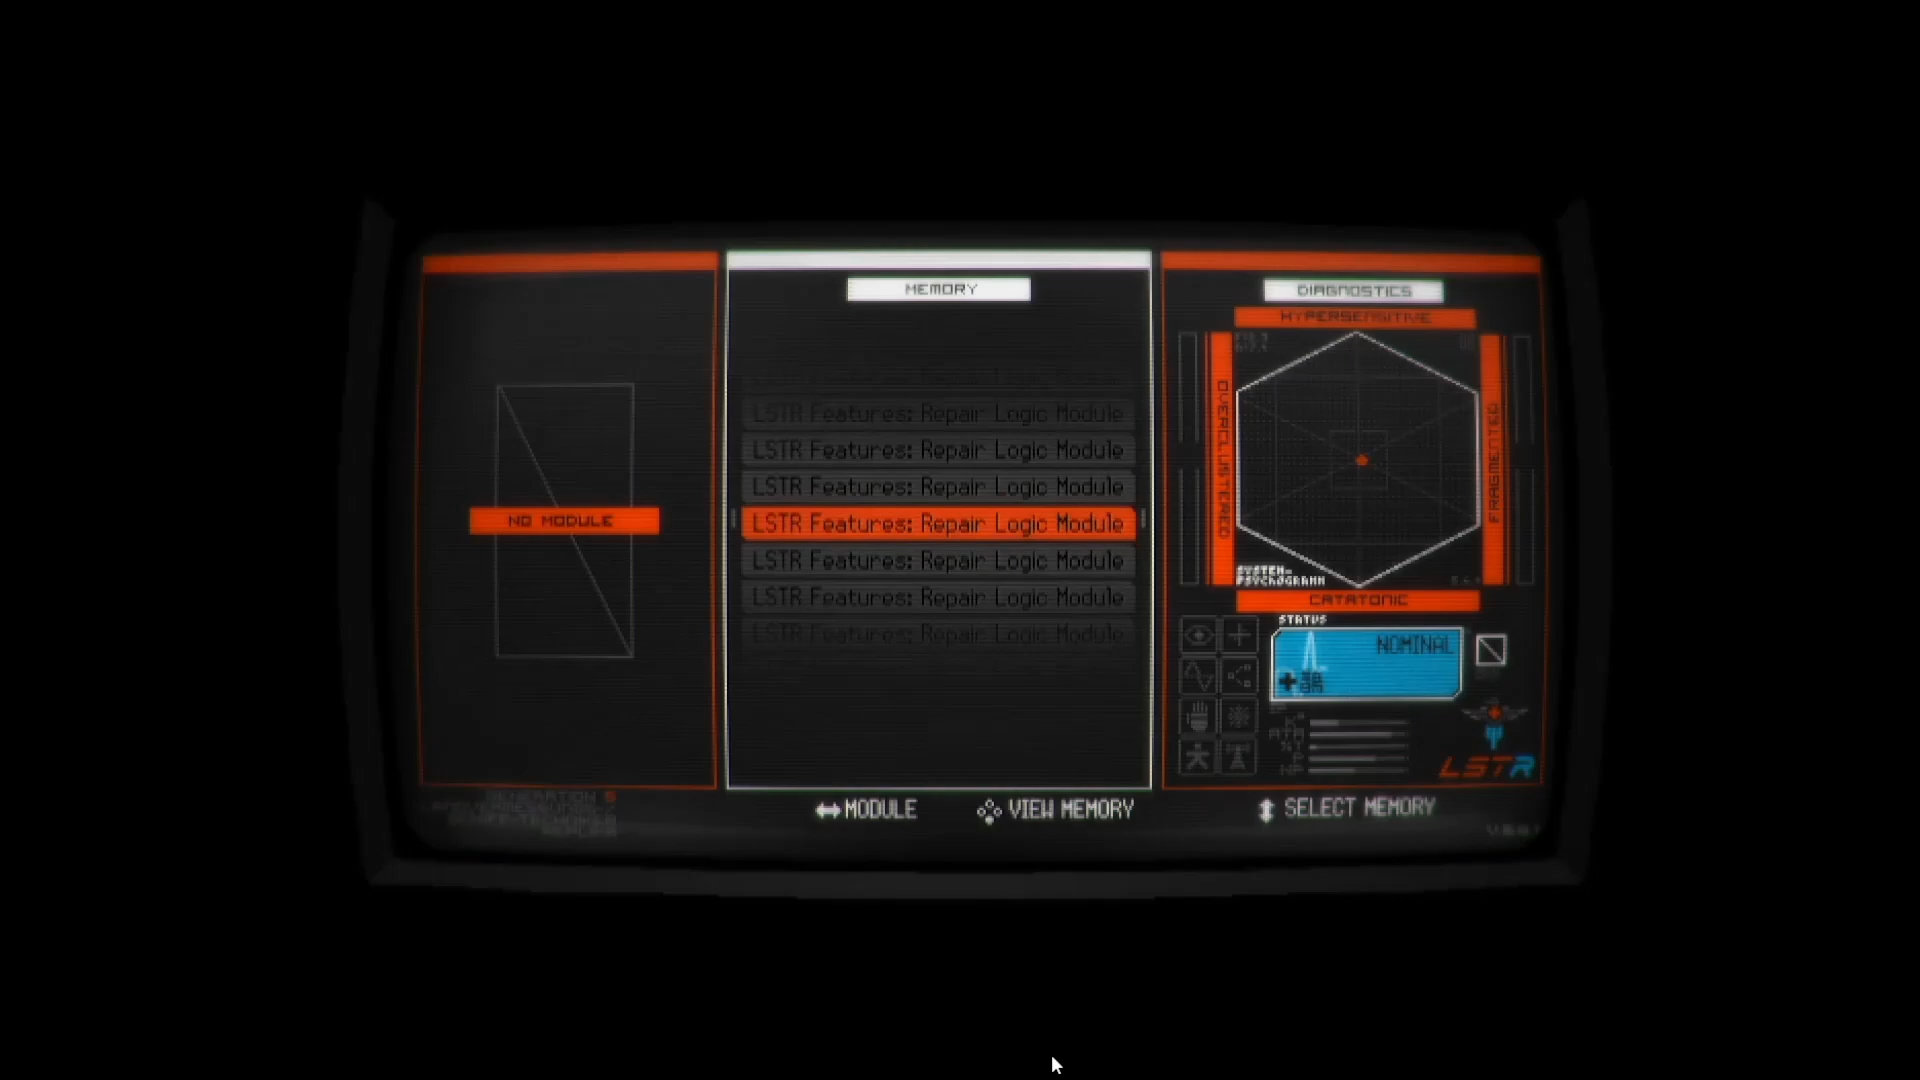 MEMORY
LSTR Features: Repair Logic Module
LSTR Features: Repair Logic Module
LSTR Features: Repair Logic Module
LSTR Features: Repair Logic Module
LSTR Features: Repair Logic Module
LSTR Features: Repair Logic Module
LSTR Features: Repair Logic Module
NO MODULE
DIAGNOSTICS
HYPERSENSITIVE
OVERCLUSTERED
FRAGMENTED
SYSTEM-
PSYCHOGRAMM
CATATONIC
STATUS
NOMINAL
LSTR
GENERATION 5
MODULE
VIEW MEMORY
SELECT MEMORY